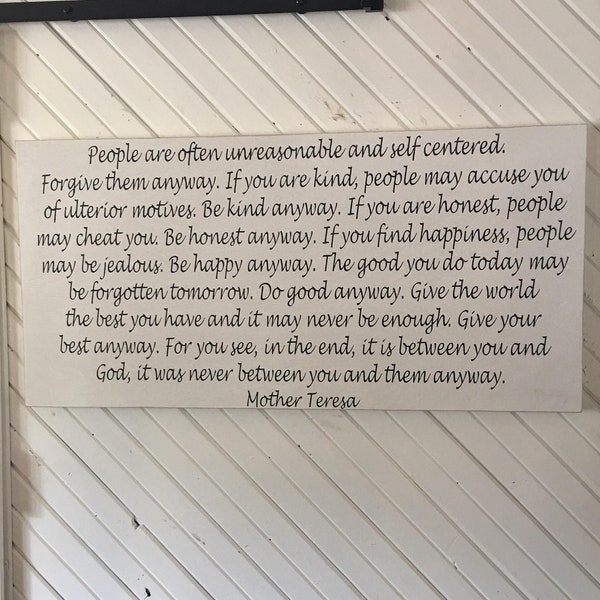 People are often unreasonable and self centered.
Forgive them anyway. If you are kind, people may accuse you
of ulterior motives. Be kind anyway. If you are honest, people
may cheat you. Be honest anyway. If you find happiness, people
may be jealous. Be happy anyway. The good you do today may
be forgotten tomorrow. Do good anyway. Give the world
the best you have and it may never be enough. Give your
best anyway. For you see, in the end, it is between you and
God, it was never between you and them anyway.
Mother Teresa